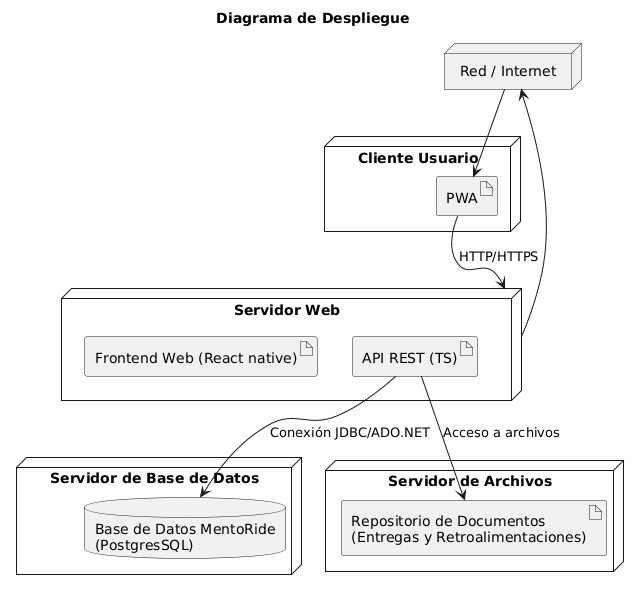 Diagrama de Despliegue
Red / Internet
Cliente Usuario
PWA
HTTP/HTTPS
Servidor Web
Frontend Web (React native)
API REST (TS)
Conexión JDBC/ADO.NET
Acceso a archivos
Servidor de Base de Datos
Base de Datos MentoRide
(PostgresSQL)
Servidor de Archivos
Repositorio de Documentos
(Entregas y Retroalimentaciones)